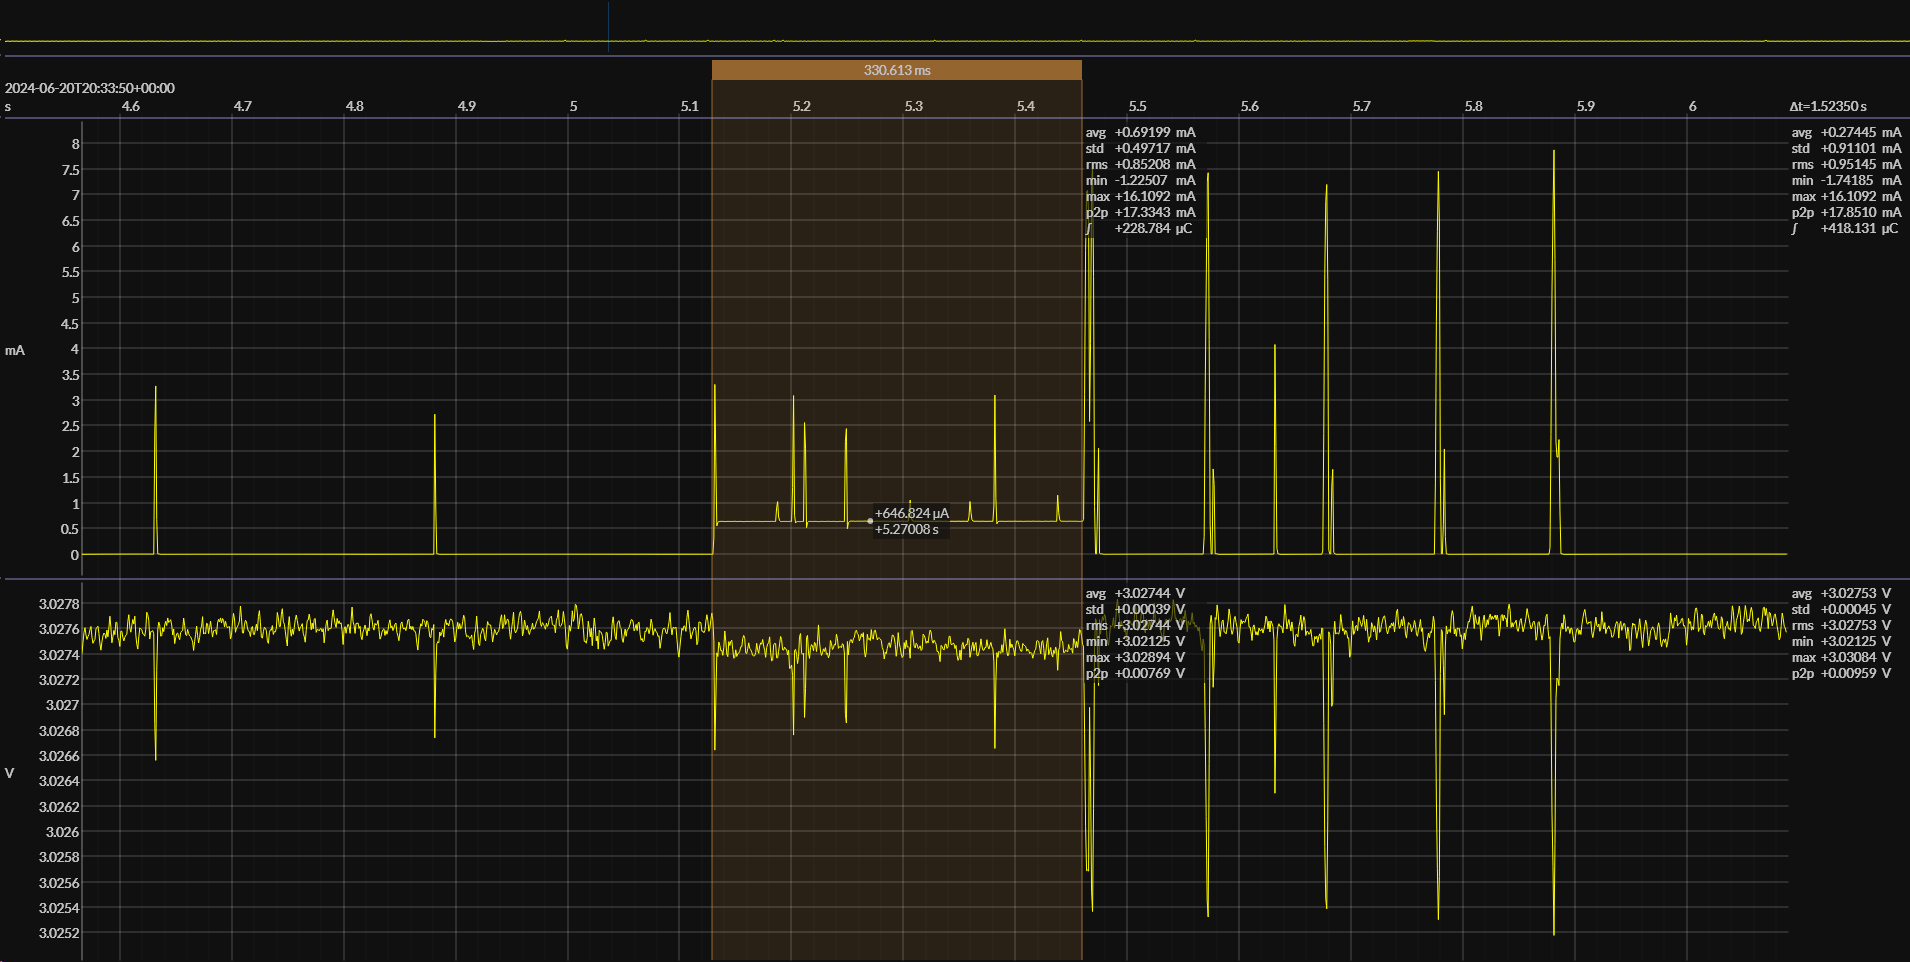 330.613 ms
2024-06-20T20:33:50+00:00
s 4.6 4.7 4.8 4.9 5 5.1 5.2 5.3 5.4 5.5 5.6 5.7 5.8 5.9 6 Δt=1.52350 s
avg +0.69199 mA
std +0.49717 mA
rms +0.85208 mA
min -1.22507 mA
max +16.1092 mA
p2p +17.3343 mA
∫ +228.784 µC
avg +0.27445 mA
std +0.91101 mA
rms +0.95145 mA
min -1.74185 mA
max +16.1092 mA
p2p +17.8510 mA
∫ +418.131 µC
8
7.5
7
6.5
6
5.5
5
4.5
4
3.5
3
2.5
2
1.5
1
0.5
0
mA
+646.824 µA
+5.27008 s
avg +3.02744 V
std +0.00039 V
rms +3.02744 V
min +3.02125 V
max +3.02894 V
p2p +0.00769 V
avg +3.02753 V
std +0.00045 V
rms +3.02753 V
min +3.02125 V
max +3.03084 V
p2p +0.00959 V
3.0278
3.0276
3.0274
3.0272
3.027
3.0268
3.0266
3.0264
3.0262
3.026
3.0258
3.0256
3.0254
3.0252
V